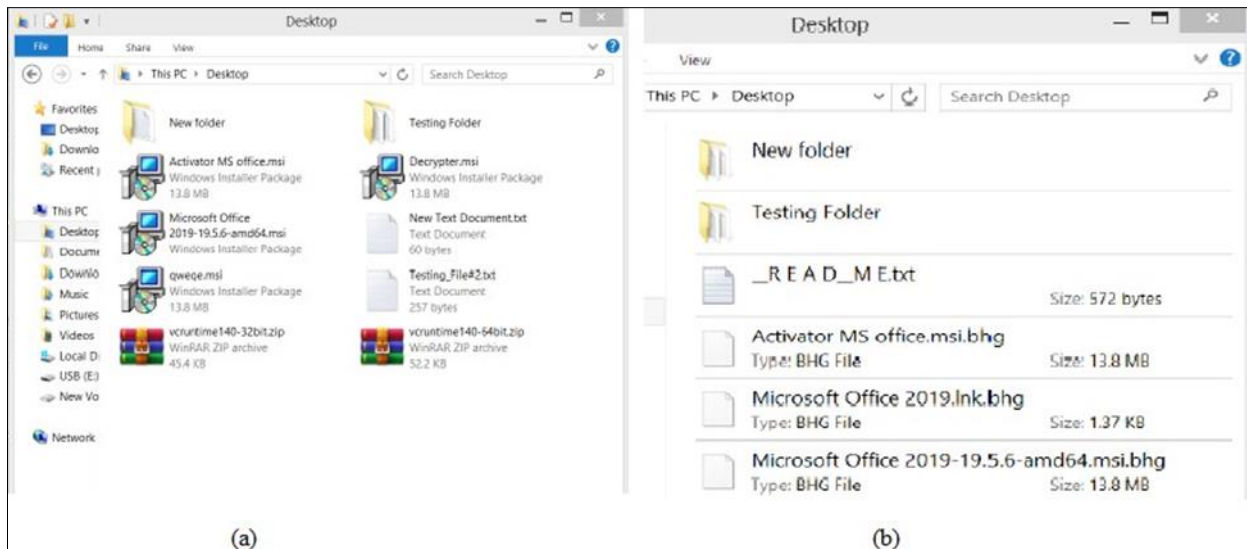 Desktop
File Home Share View
This PC Desktop Search Desktop
Favorites
Desktop
Downlo
Recent
This PC
Desktop
Docume
Downlo
Music
Pictures
Videos
Local D
USB (E:)
New Vo
Network
New folder
Testing Folder
Activator MS office.msi
Windows Installer Package
13.8 MB
Decrypter.msi
Windows Installer Package
13.8 MB
Microsoft Office
2019-19.5.6-amd64.msi
Windows Installer Package
New Text Document.txt
Text Document
60 bytes
qweqe.msi
Windows Installer Package
13.8 MB
Testing_File#2.txt
Text Document
257 bytes
vcruntime140-32bit.zip
WinRAR ZIP archive
45.4 KB
vcruntime140-64bit.zip
WinRAR ZIP archive
52.2 KB
(a)
Desktop
View
This PC Desktop Search Desktop
New folder
Testing Folder
__R E A D__M E.txt
Size: 572 bytes
Activator MS office.msi.bhg
Type: BHG File Size: 13.8 MB
Microsoft Office 2019.lnk.bhg
Type: BHG File Size: 1.37 KB
Microsoft Office 2019-19.5.6-amd64.msi.bhg
Type: BHG File Size: 13.8 MB
(b)